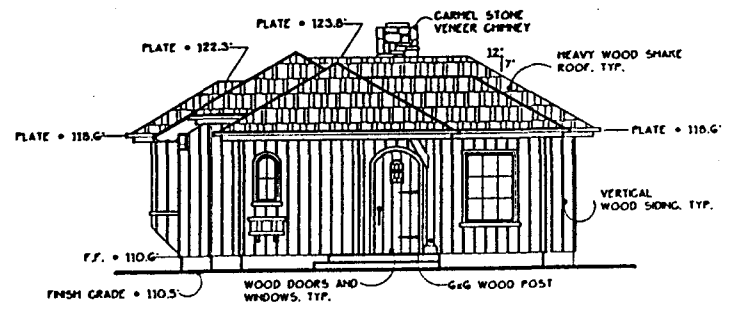 CARMEL STONE
VENEER CHIMNEY
PLATE = 123.8'
PLATE = 122.3'
12"
7"
HEAVY WOOD SHAKE
ROOF, TYP.
PLATE = 118.6'
PLATE = 118.6'
VERTICAL
WOOD SIDING, TYP.
F.F. = 110.6'
FINISH GRADE = 110.5'
WOOD DOORS AND
WINDOWS, TYP.
6x6 WOOD POST